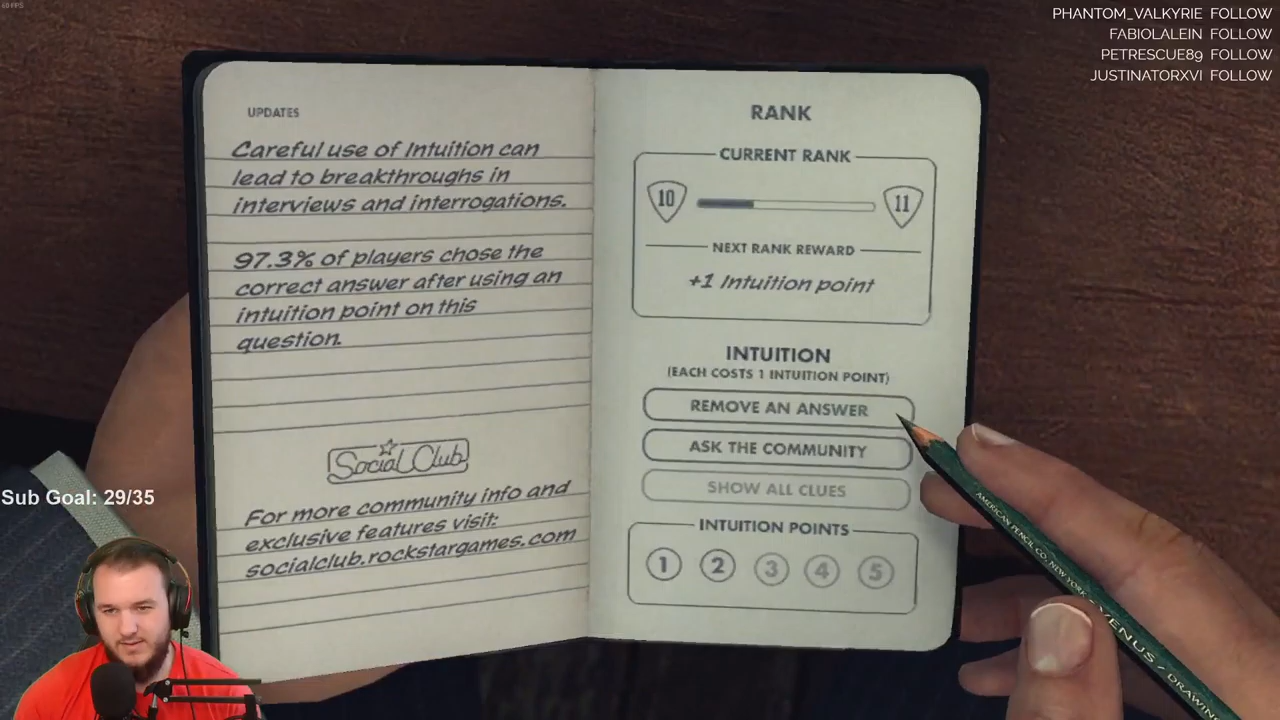 60 FPS
PHANTOM_VALKYRIE FOLLOW
FABIOLALEIN FOLLOW
PETRESCUE89 FOLLOW
JUSTINATORXVI FOLLOW
UPDATES
Careful use of Intuition can
lead to breakthroughs in
interviews and interrogations.
97.3% of players chose the
correct answer after using an
intuition point on this
question.
Social Club
For more community info and
exclusive features visit:
socialclub.rockstargames.com
RANK
CURRENT RANK
10 11
NEXT RANK REWARD
+1 Intuition point
INTUITION
(EACH COSTS 1 INTUITION POINT)
REMOVE AN ANSWER
ASK THE COMMUNITY
SHOW ALL CLUES
INTUITION POINTS
1 2 3 4 5
AMERICAN PENCIL CO. NEW YORK
VENUS / DRAWING
Sub Goal: 29/35